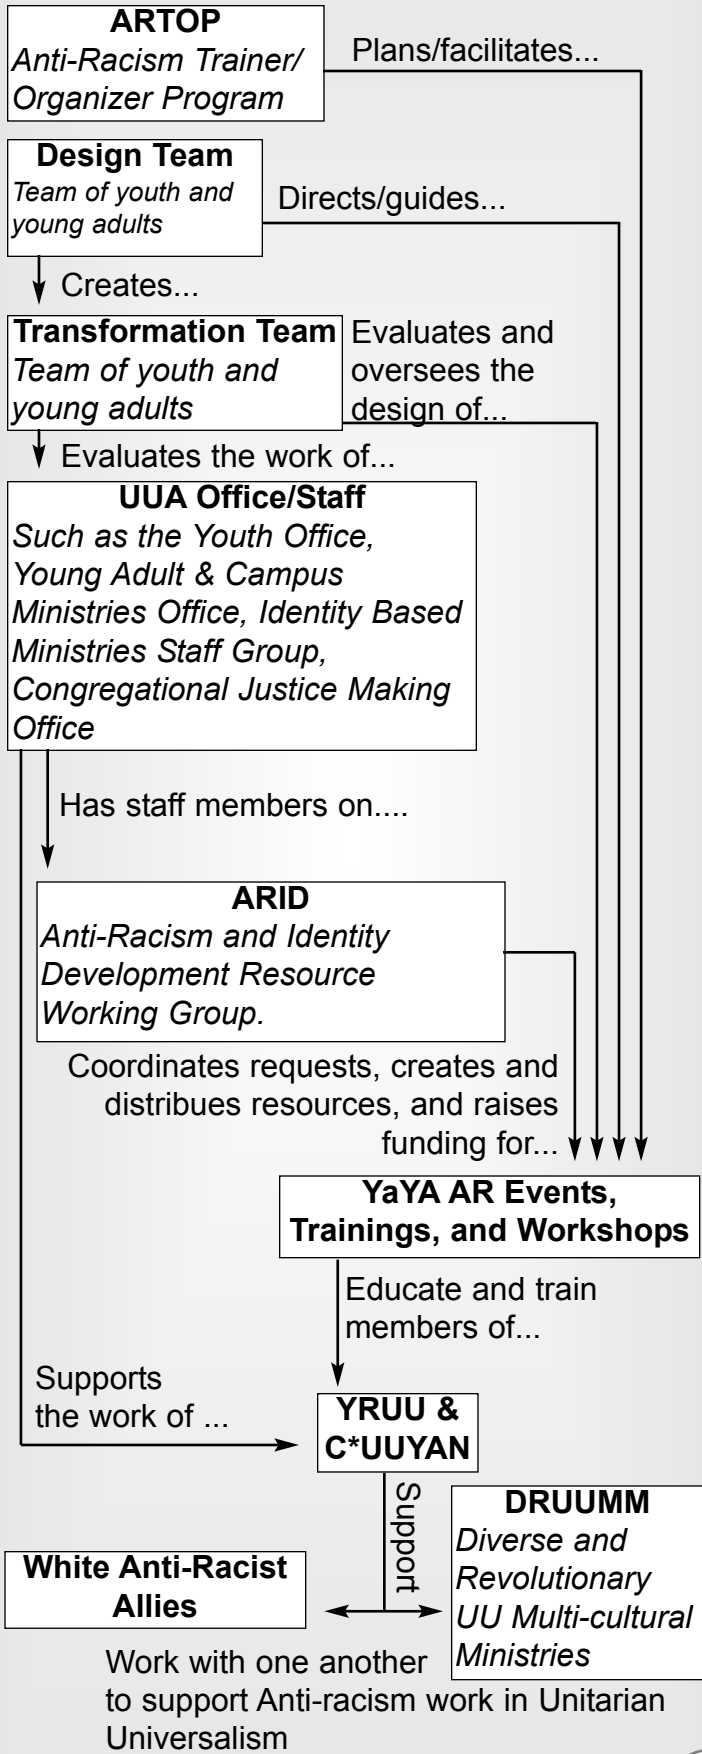 ARTOP
Anti-Racism Trainer/
Organizer Program
Plans/facilitates...
Design Team
Team of youth and
young adults
Directs/guides...
Creates...
Transformation Team
Team of youth and
young adults
Evaluates and
oversees the
design of...
Evaluates the work of...
UUA Office/Staff
Such as the Youth Office,
Young Adult & Campus
Ministries Office, Identity Based
Ministries Staff Group,
Congregational Justice Making
Office
Has staff members on....
ARID
Anti-Racism and Identity
Development Resource
Working Group.
Coordinates requests, creates and
distribues resources, and raises
funding for...
YaYA AR Events,
Trainings, and Workshops
Educate and train
members of...
Supports
the work of ...
YRUU &
C*UUYAN
Support
White Anti-Racist
Allies
DRUUMM
Diverse and
Revolutionary
UU Multi-cultural
Ministries
Work with one another
to support Anti-racism work in Unitarian
Universalism